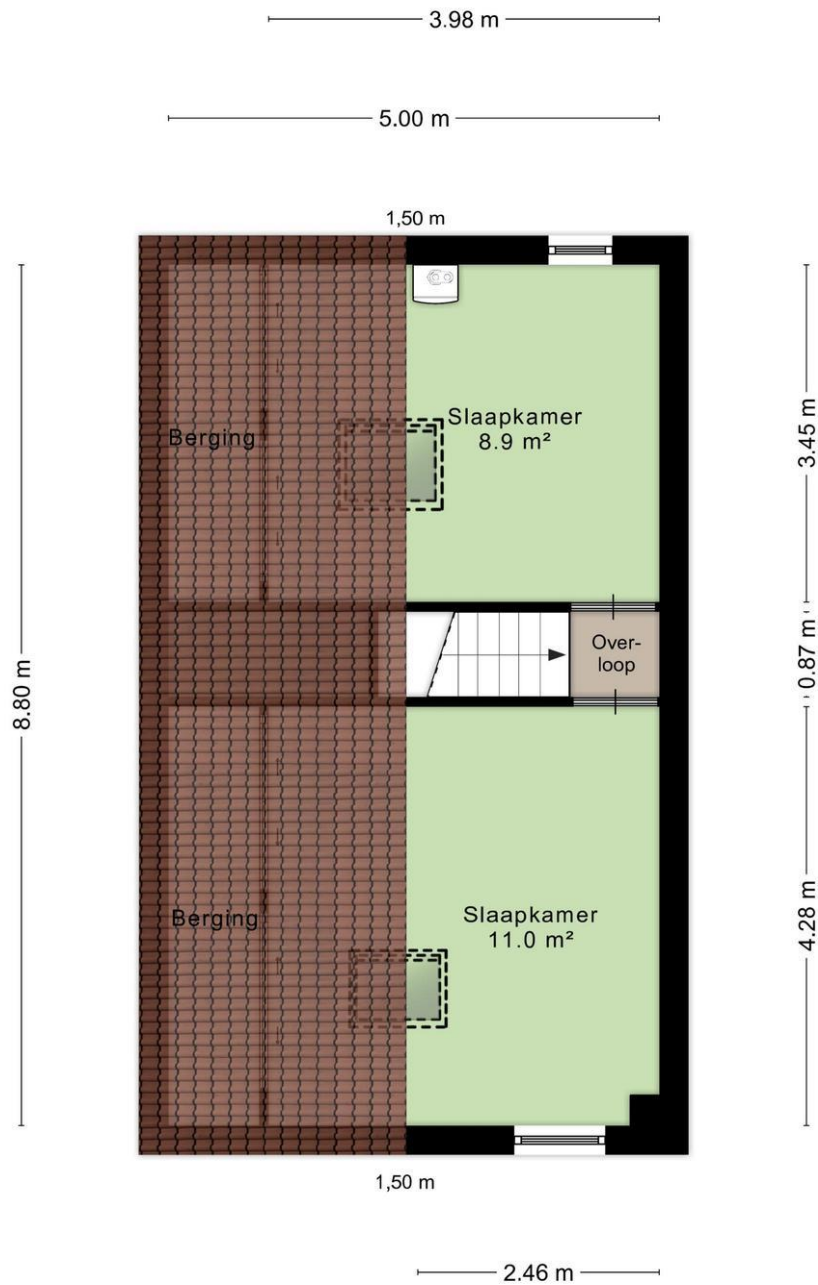 3.98 m
5.00 m
1,50 m
Berging
Slaapkamer
8.9 m²
3.45 m
Over-
loop
0.87 m
8.80 m
Berging
Slaapkamer
11.0 m²
4.28 m
1,50 m
2.46 m